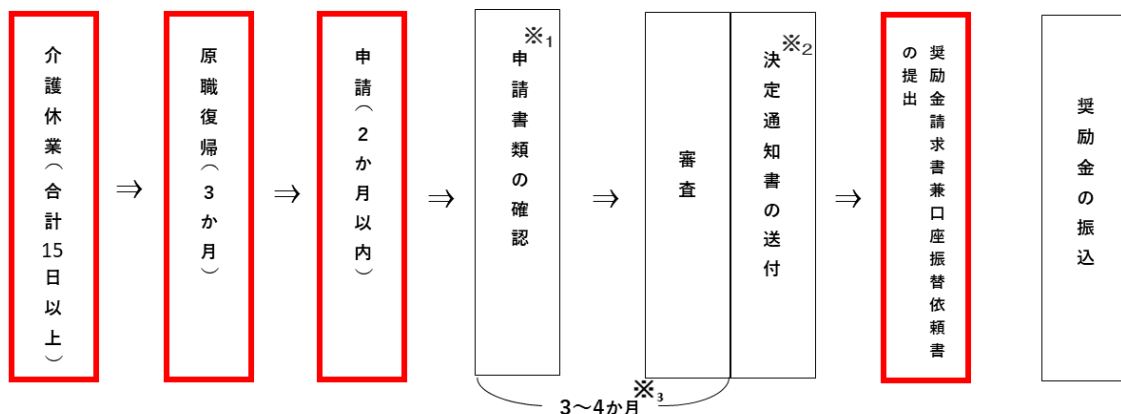 介護休業(合計15日以上)
⇒
原職復帰(3か月)
⇒
申請(2か月以内)
⇒
※1
申請書類の確認
⇒
審査
※2
決定通知書の送付
⇒
奨励金請求書兼口座振替依頼書
の提出
奨励金の振込
3～4か月※3